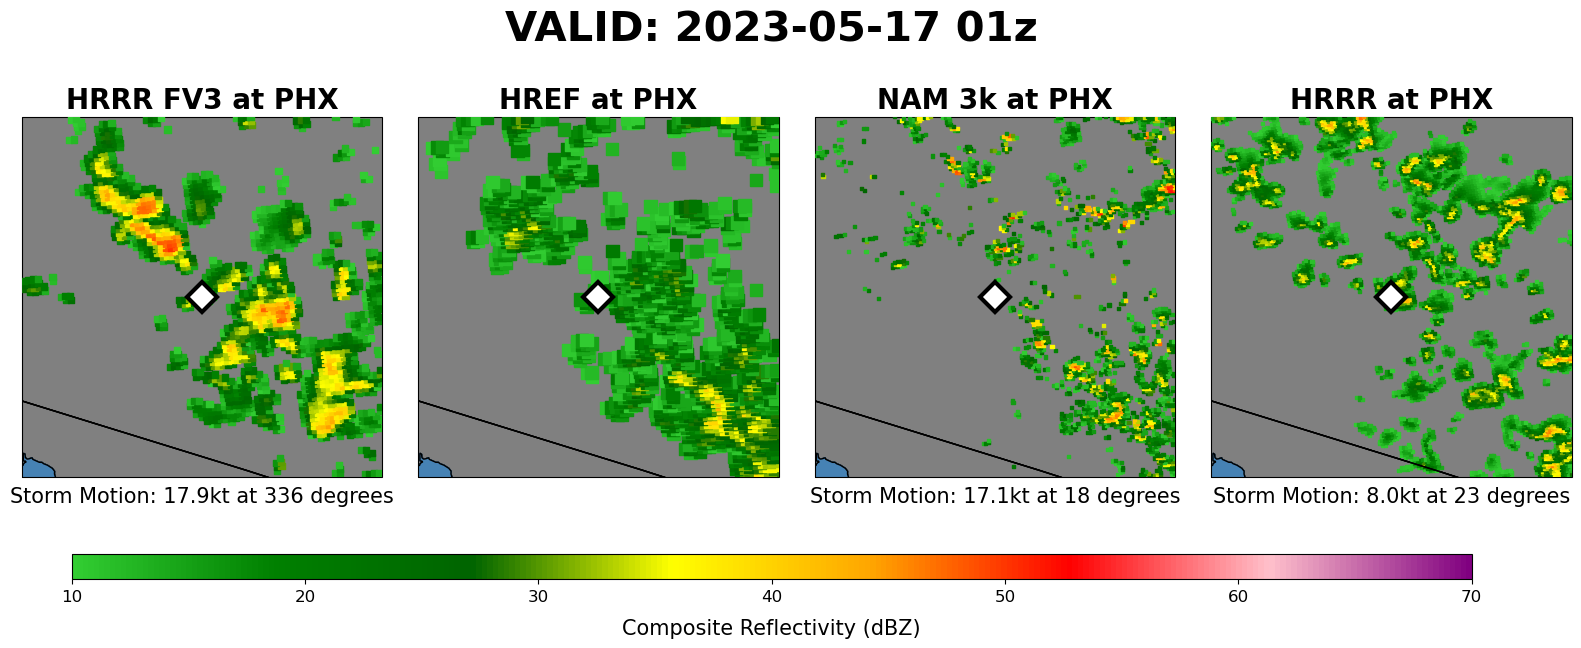 VALID: 2023-05-17 01z
HRRR FV3 at PHX
HREF at PHX
NAM 3k at PHX
HRRR at PHX
Storm Motion: 17.9kt at 336 degrees
Storm Motion: 17.1kt at 18 degrees
Storm Motion: 8.0kt at 23 degrees
10 20 30 40 50 60 70
Composite Reflectivity (dBZ)